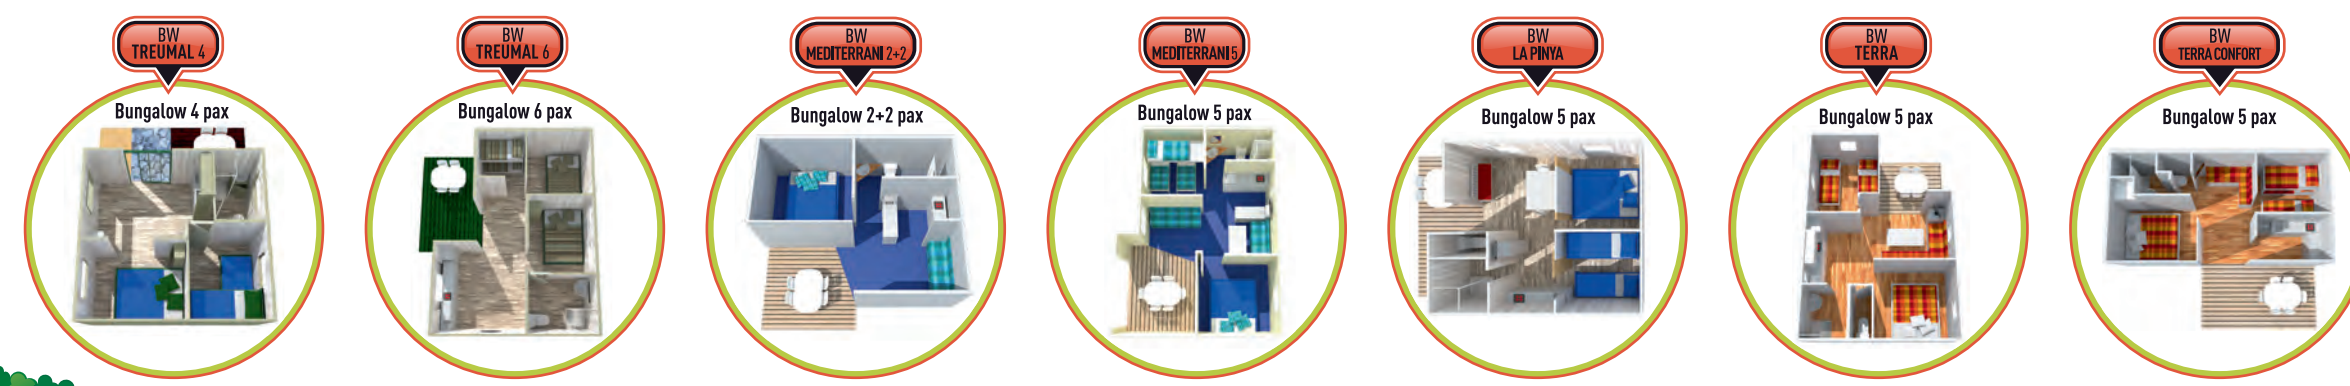 BW
TREUMAL 4
Bungalow 4 pax
BW
TREUMAL 6
Bungalow 6 pax
BW
MEDITERRANI 2+2
Bungalow 2+2 pax
BW
MEDITERRANI 5
Bungalow 5 pax
BW
LA PINYA
Bungalow 5 pax
BW
TERRA
Bungalow 5 pax
BW
TERRA CONFORT
Bungalow 5 pax